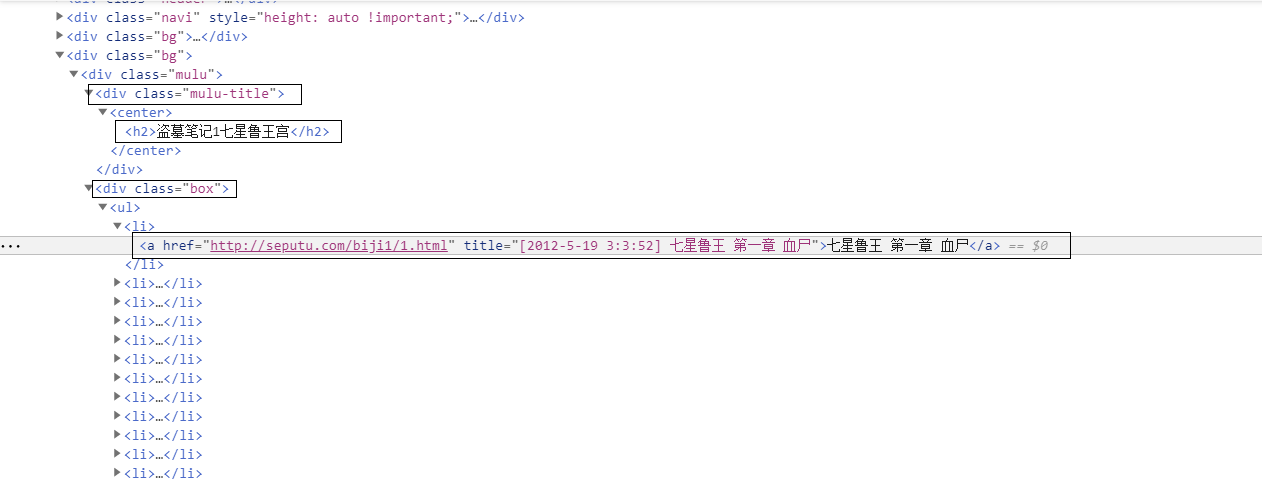 <div class="header">…</div>
▶<div class="navi" style="height: auto !important;">…</div>
▶<div class="bg">…</div>
▼<div class="bg">
▼<div class="mulu">
▼<div class="mulu-title">
▼<center>
<h2>盗墓笔记1七星鲁王宫</h2>
</center>
</div>
▼<div class="box">
▼<ul>
▼<li>
... <a href="http://seputu.com/biji1/1.html" title="[2012-5-19 3:3:52] 七星鲁王 第一章 血尸">七星鲁王 第一章 血尸</a> == $0
</li>
▶<li>…</li>
▶<li>…</li>
▶<li>…</li>
▶<li>…</li>
▶<li>…</li>
▶<li>…</li>
▶<li>…</li>
▶<li>…</li>
▶<li>…</li>
▶<li>…</li>
▶<li>…</li>